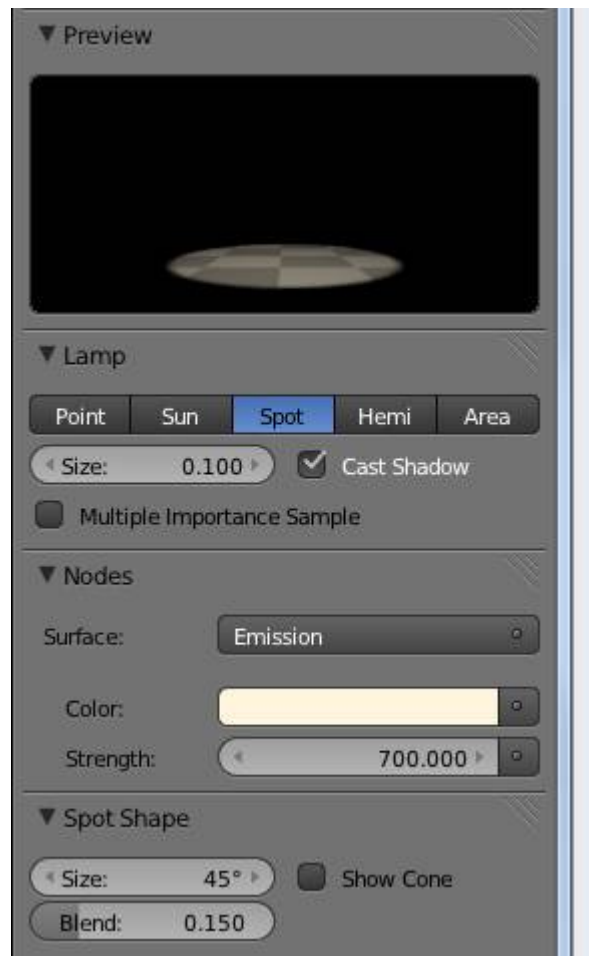 Preview
Lamp
Point Sun Spot Hemi Area
Size: 0.100 Cast Shadow
Multiple Importance Sample
Nodes
Surface: Emission
Color:
Strength: 700.000
Spot Shape
Size: 45° Show Cone
Blend: 0.150